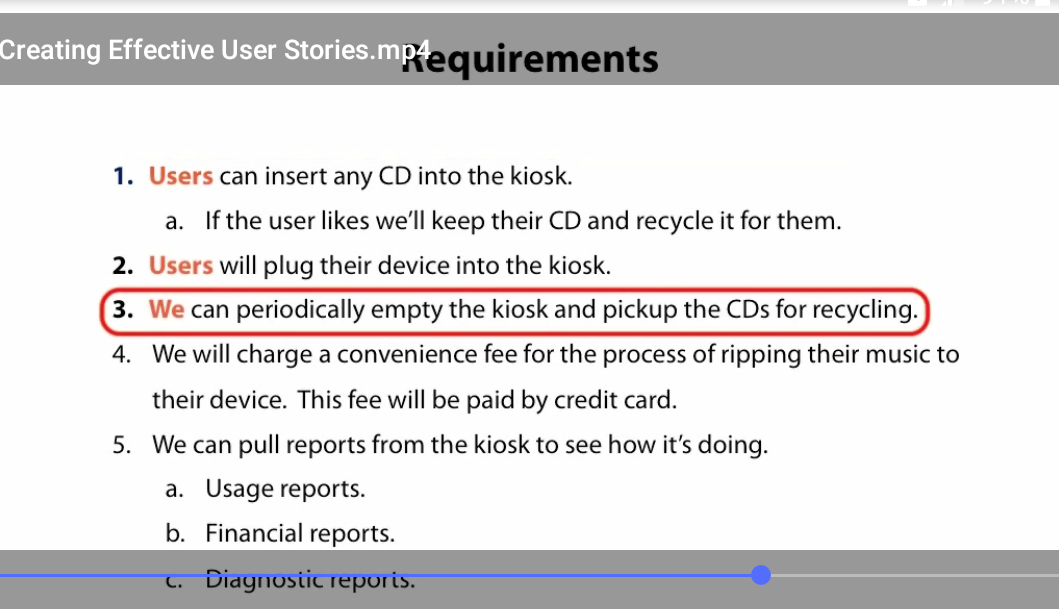 Creating Effective User Stories.mp4
Requirements
1. Users can insert any CD into the kiosk.
a. If the user likes we'll keep their CD and recycle it for them.
2. Users will plug their device into the kiosk.
3. We can periodically empty the kiosk and pickup the CDs for recycling.
4. We will charge a convenience fee for the process of ripping their music to
their device. This fee will be paid by credit card.
5. We can pull reports from the kiosk to see how it's doing.
a. Usage reports.
b. Financial reports.
c. Diagnostic reports.